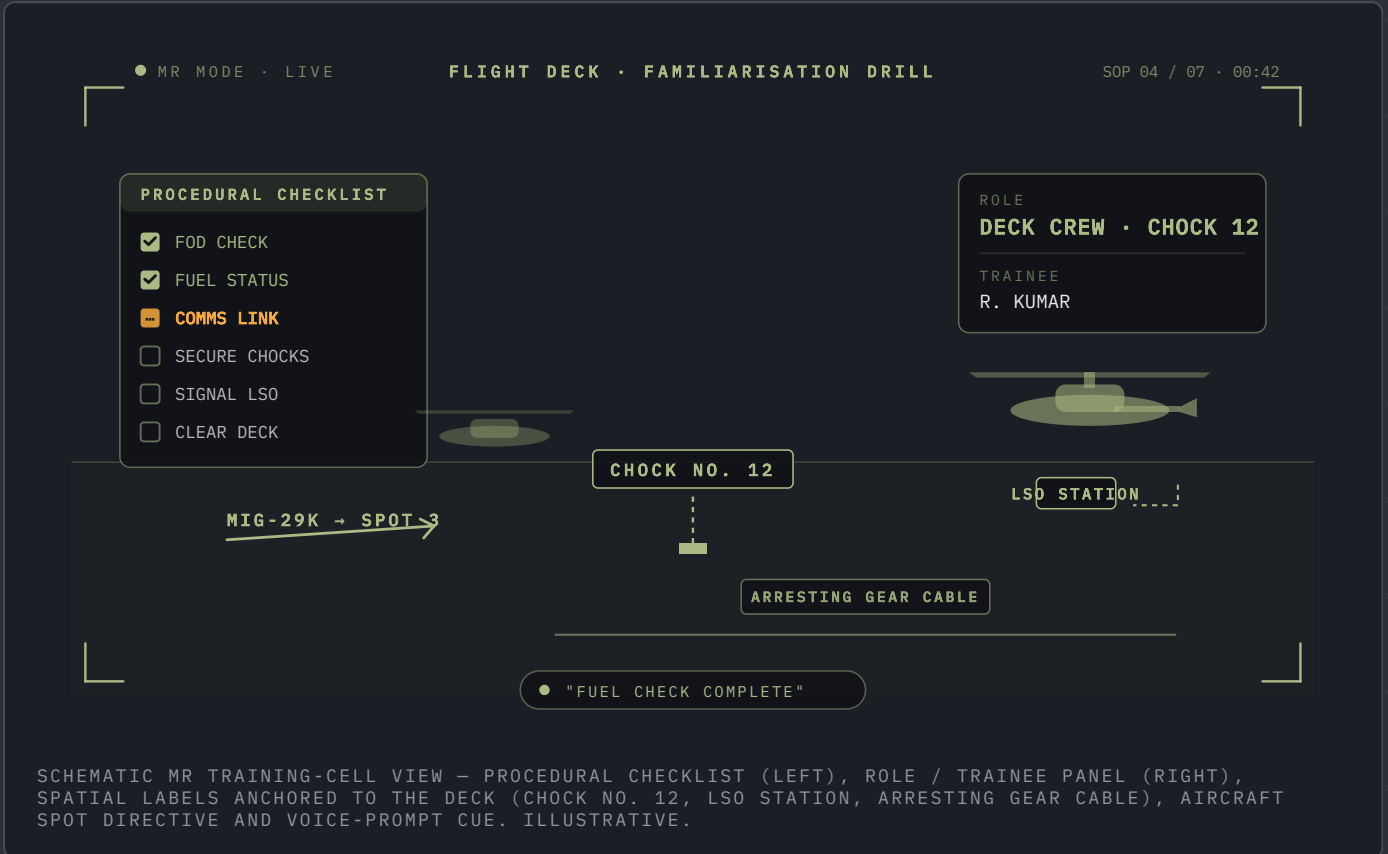 MR MODE · LIVE
FLIGHT DECK · FAMILIARISATION DRILL
SOP 04 / 07 · 00:42
PROCEDURAL CHECKLIST
FOD CHECK
FUEL STATUS
COMMS LINK
SECURE CHOCKS
SIGNAL LSO
CLEAR DECK
ROLE
DECK CREW · CHOCK 12
TRAINEE
R. KUMAR
CHOCK NO. 12
LSO STATION
MIG-29K → SPOT 3
ARRESTING GEAR CABLE
"FUEL CHECK COMPLETE"
SCHEMATIC MR TRAINING-CELL VIEW — PROCEDURAL CHECKLIST (LEFT), ROLE / TRAINEE PANEL (RIGHT),
SPATIAL LABELS ANCHORED TO THE DECK (CHOCK NO. 12, LSO STATION, ARRESTING GEAR CABLE), AIRCRAFT
SPOT DIRECTIVE AND VOICE-PROMPT CUE. ILLUSTRATIVE.